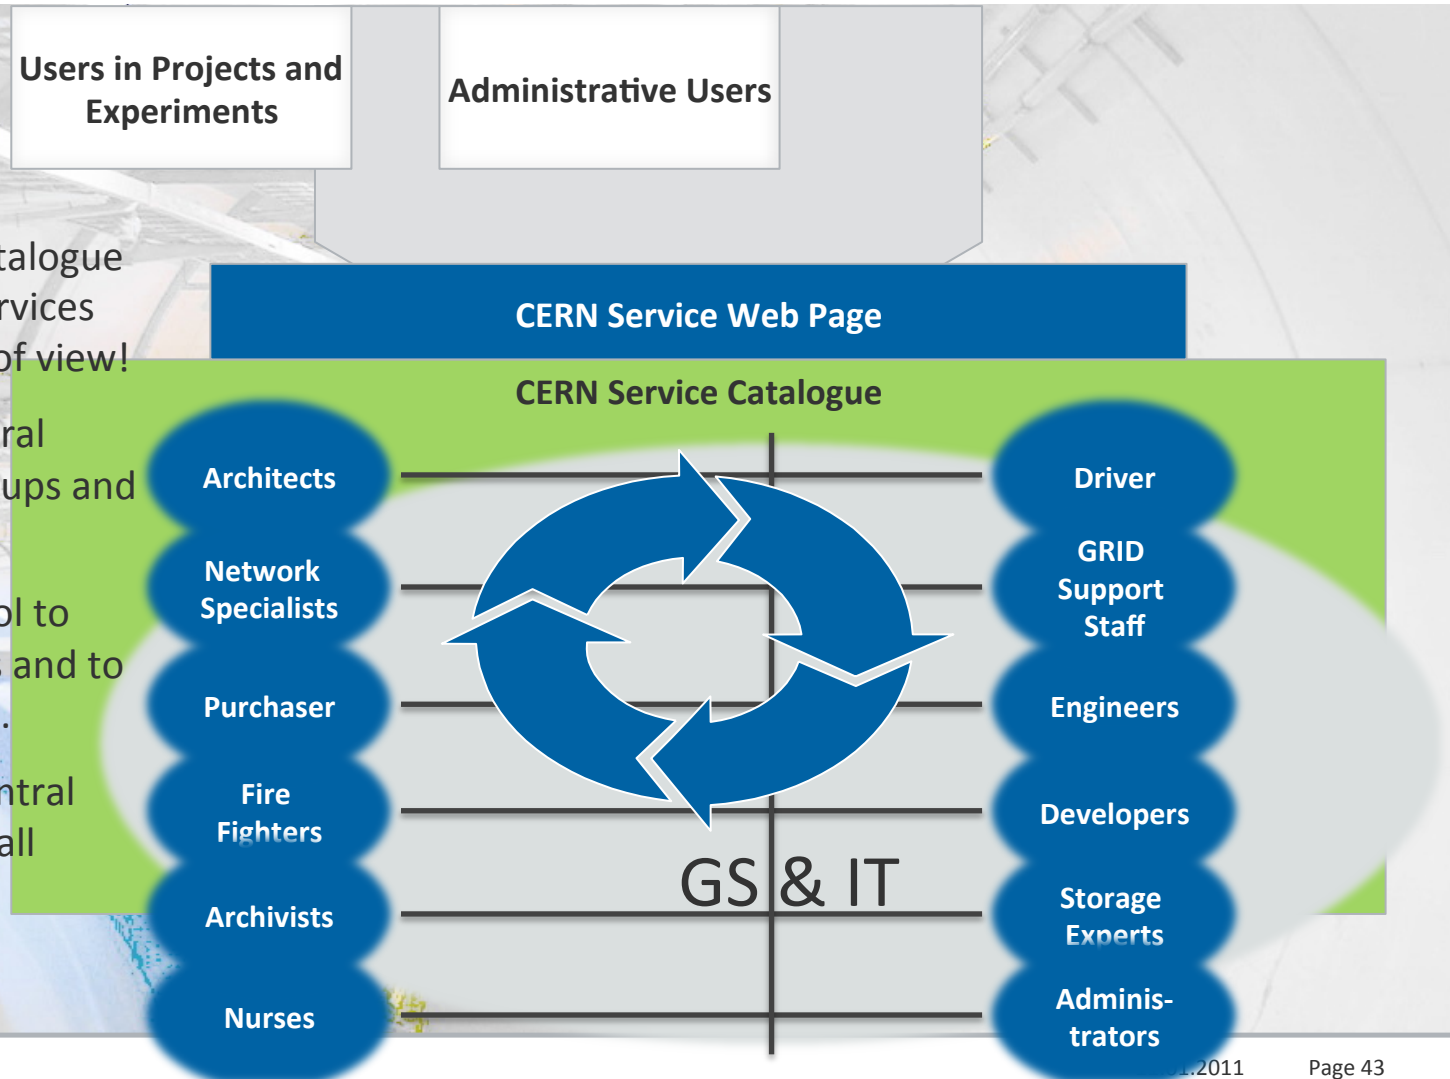 Users in Projects and
Experiments
Administrative Users
talogue
rvices
of view!
ral
ups and
ol to
s and to
.
ntral
all
CERN Service Web Page
CERN Service Catalogue
Architects
Network
Specialists
Purchaser
Fire
Fighters
Archivists
Nurses
GS & IT
Driver
GRID
Support
Staff
Engineers
Developers
Storage
Experts
Adminis-
trators
1.2011
Page 43